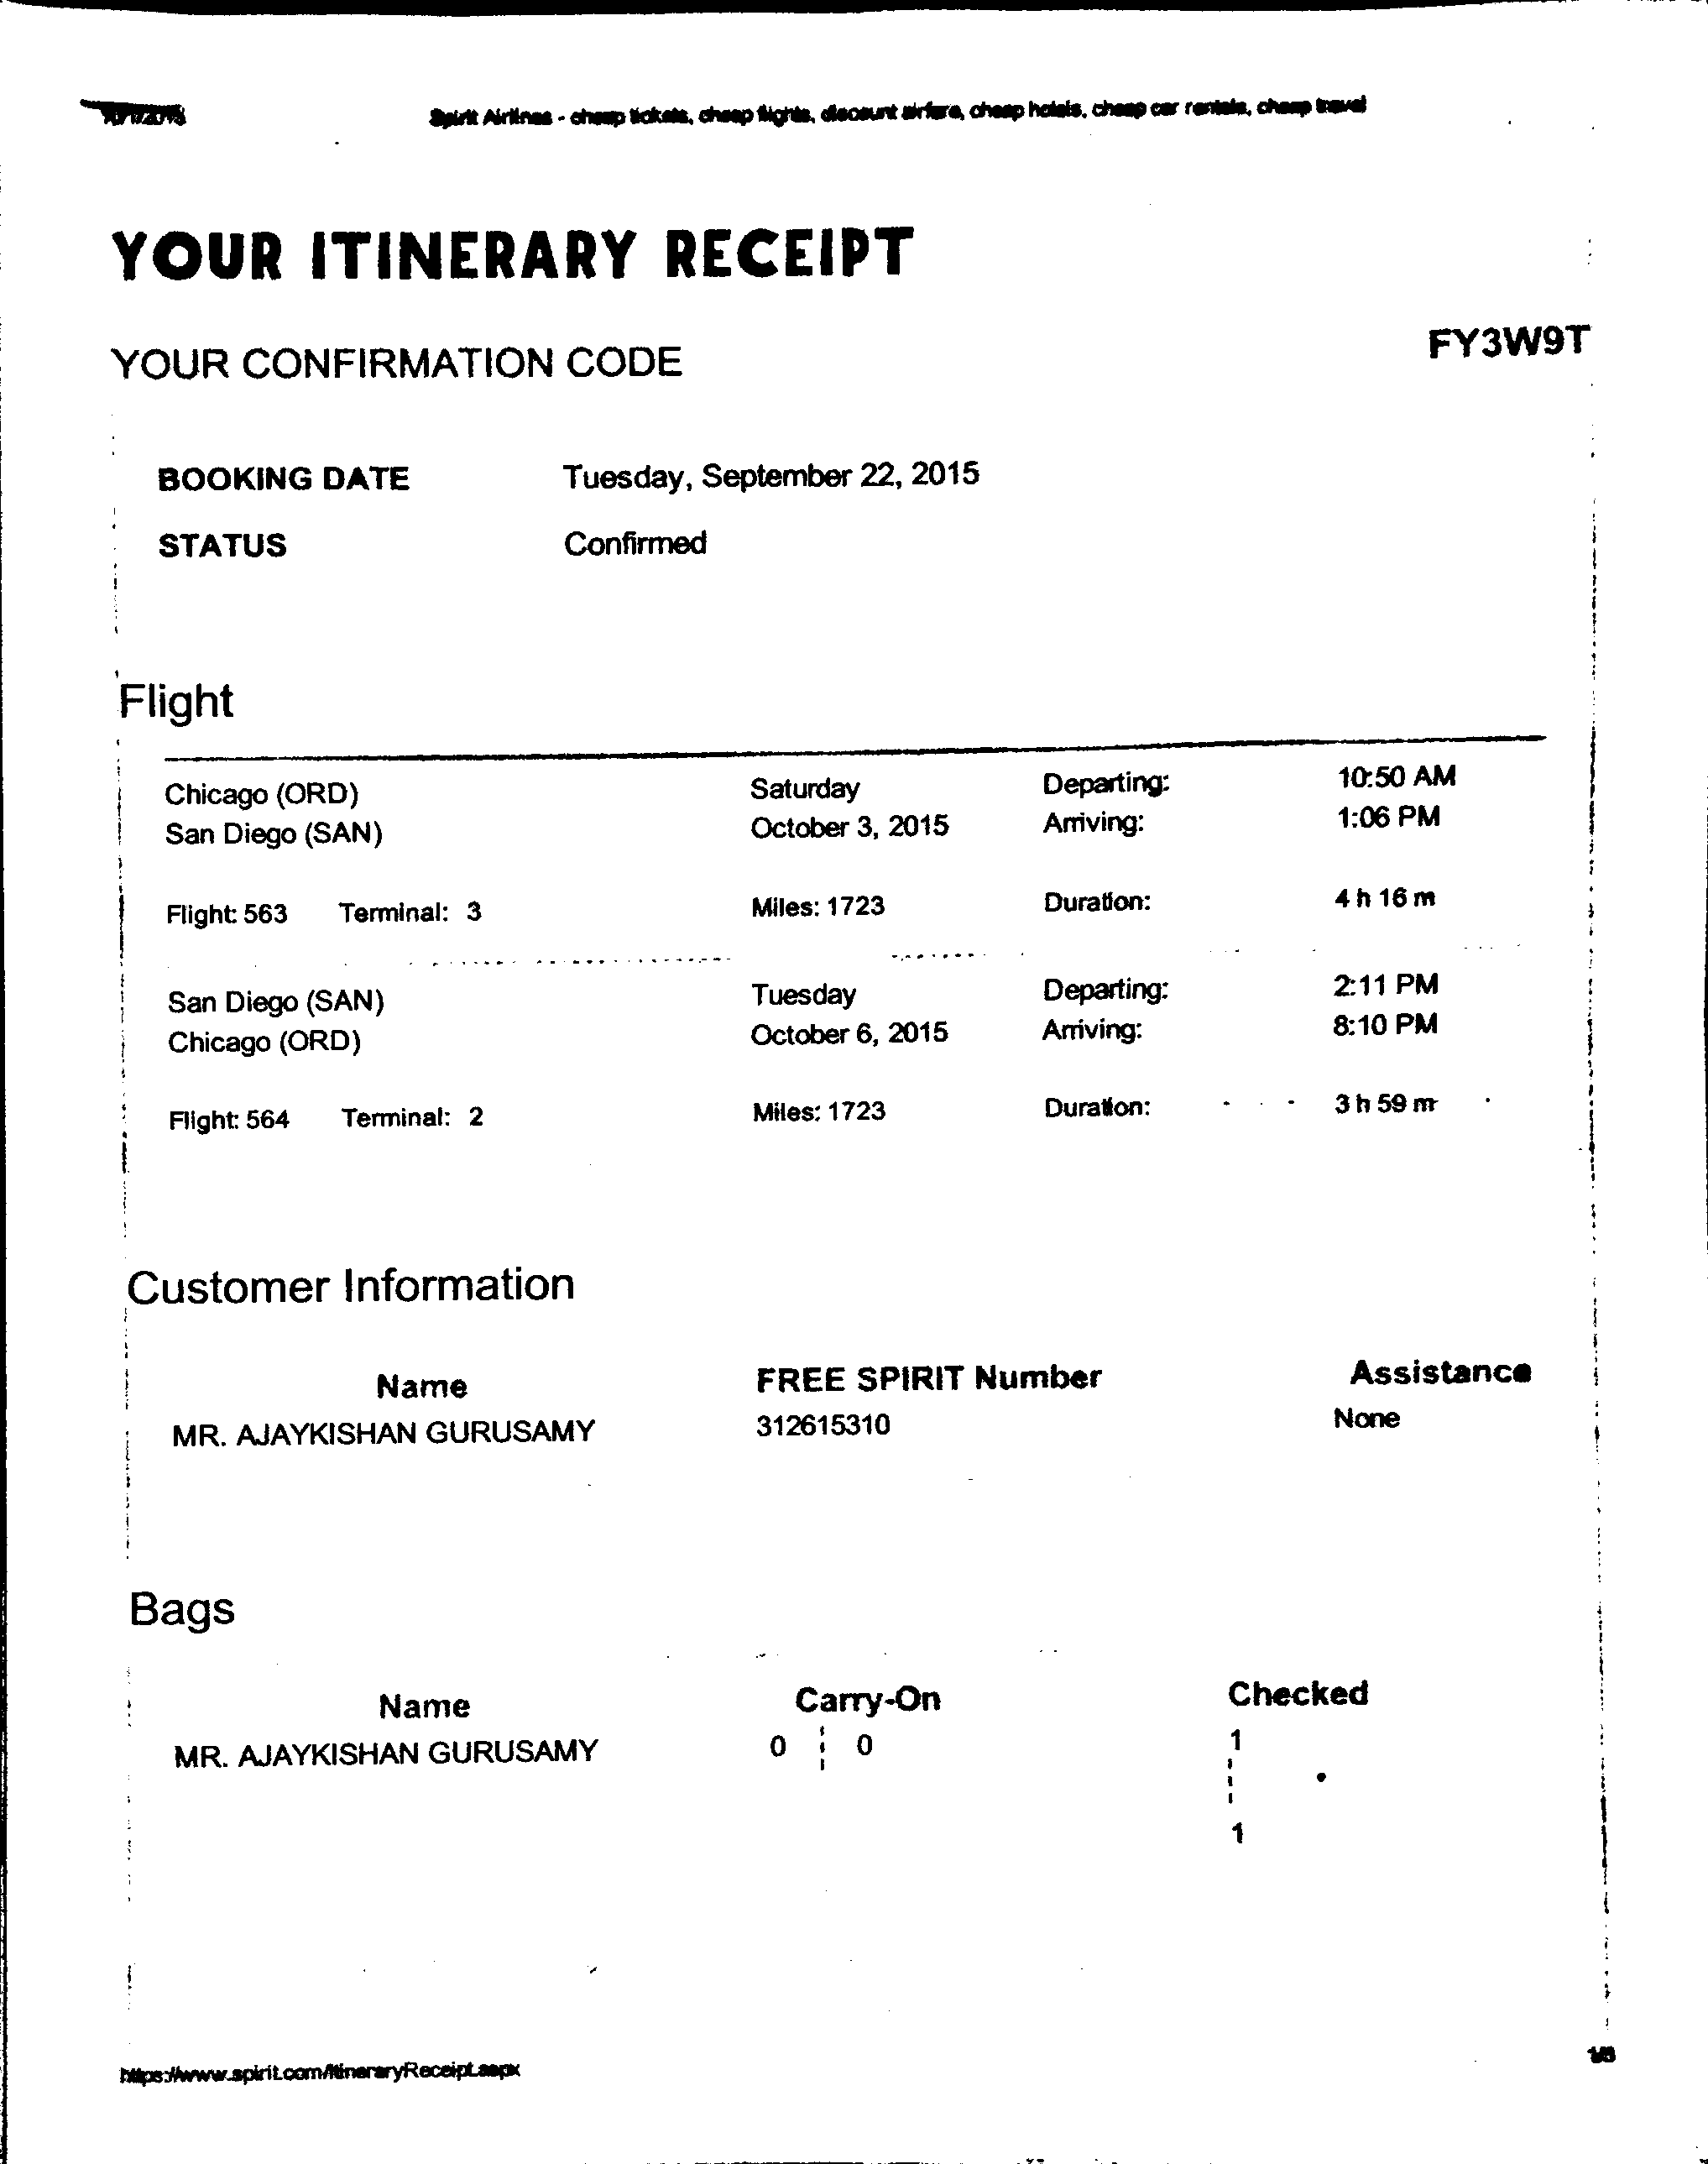 Spirit Airlines - cheap tickets, cheap flights, discount airfare, cheap hotels, cheap car rentals, cheap travel
YOUR ITINERARY RECEIPT
YOUR CONFIRMATION CODE FY3W9T
BOOKING DATE Tuesday, September 22, 2015
STATUS Confirmed
Flight
Chicago (ORD) Saturday Departing: 10:50 AM
San Diego (SAN) October 3, 2015 Arriving: 1:06 PM
Flight: 563 Terminal: 3 Miles: 1723 Duration: 4 h 16 m
San Diego (SAN) Tuesday Departing: 2:11 PM
Chicago (ORD) October 6, 2015 Arriving: 8:10 PM
Flight: 564 Terminal: 2 Miles: 1723 Duration: 3 h 59 m
Customer Information
Name FREE SPIRIT Number Assistance
MR. AJAYKISHAN GURUSAMY 312615310 None
Bags
Name Carry-On Checked
MR. AJAYKISHAN GURUSAMY 0 0 1
1
https://www.spirit.com/ItineraryReceipt.aspx